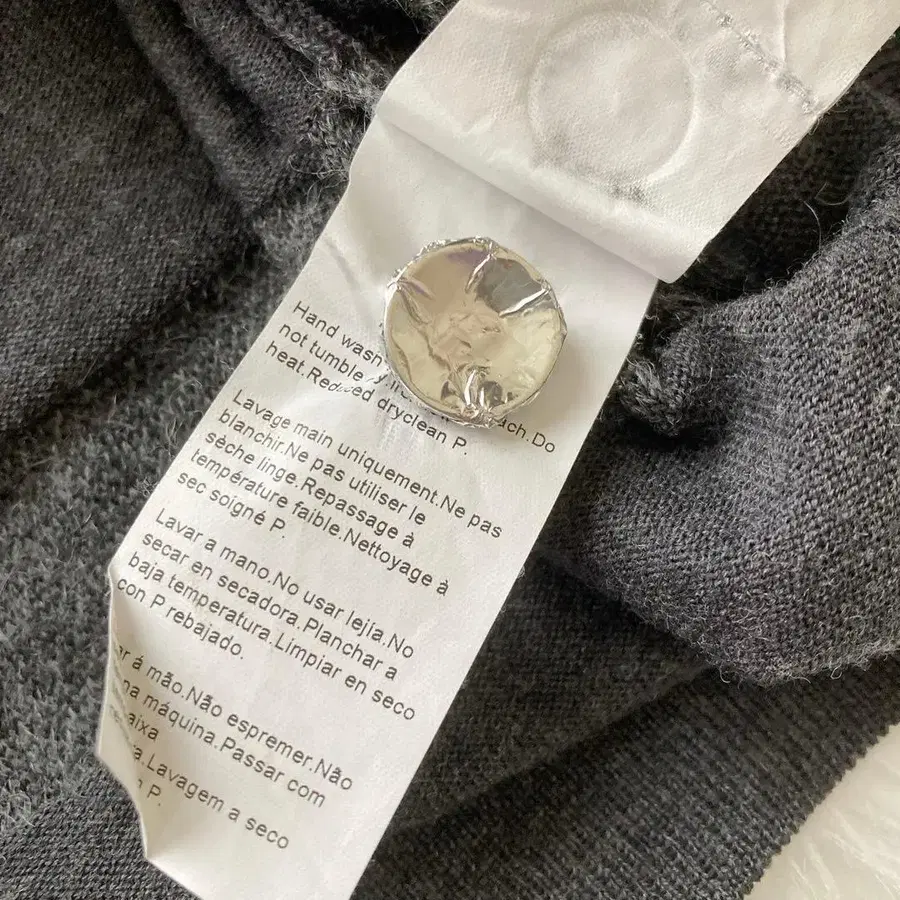 Hand wash
not tumble ach.Do
heat.Reduced dryclean P.
Lavage main uniquement.Ne pas
blanchir.Ne pas utiliser le
sèche linge.Repassage à
température faible.Nettoyage à
sec soigné P.
Lavar a mano.No usar lejía.No
secar en secadora.Planchar a
baja temperatura.Limpiar en seco
con P rebajado.
ar á mão.Não espremer.Não
na máquina.Passar com
aixa
a.Lavagem a seco
P.